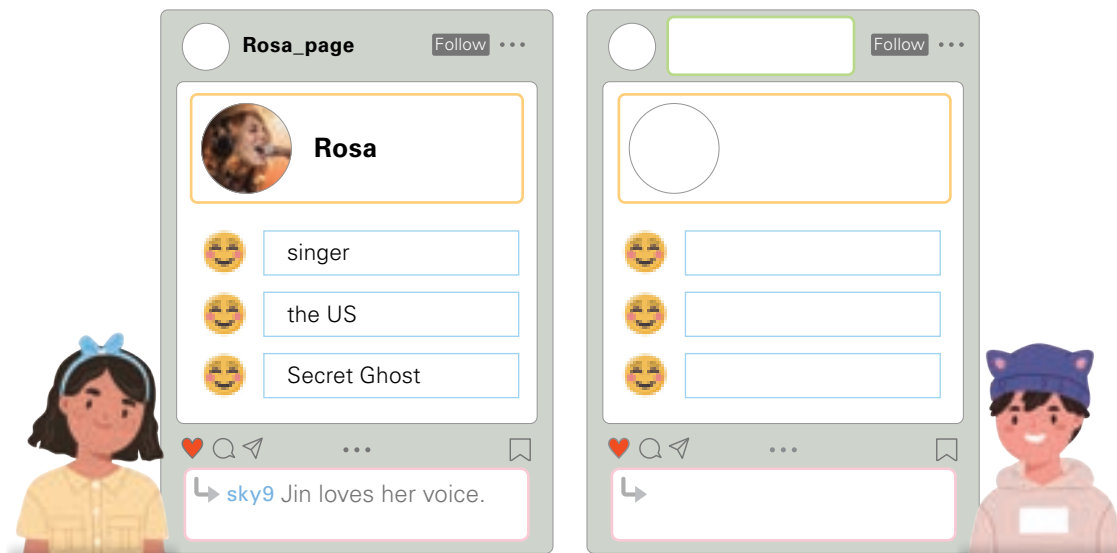 Rosa_page
Follow
Rosa
singer
the US
Secret Ghost
sky9 Jin loves her voice.
Follow